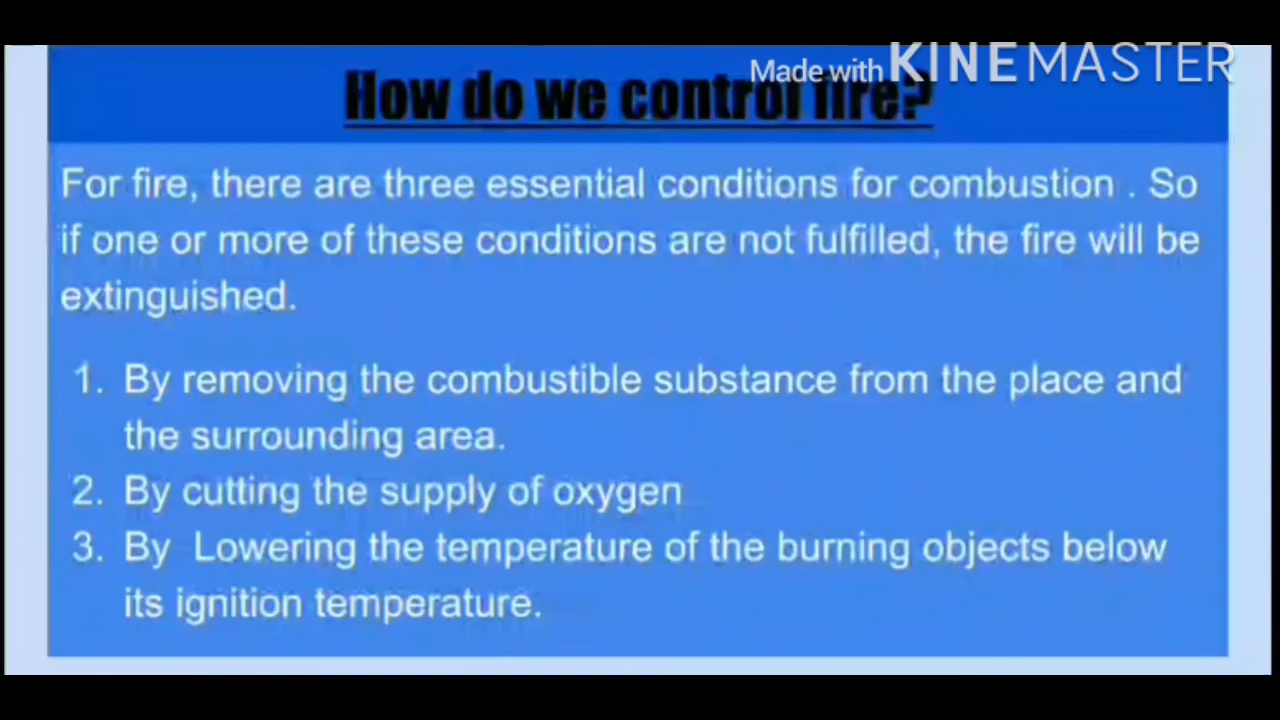 Made with KINEMASTER
How do we control fire?
For fire, there are three essential conditions for combustion . So
if one or more of these conditions are not fulfilled, the fire will be
extinguished.
1. By removing the combustible substance from the place and
the surrounding area.
2. By cutting the supply of oxygen
3. By Lowering the temperature of the burning objects below
its ignition temperature.